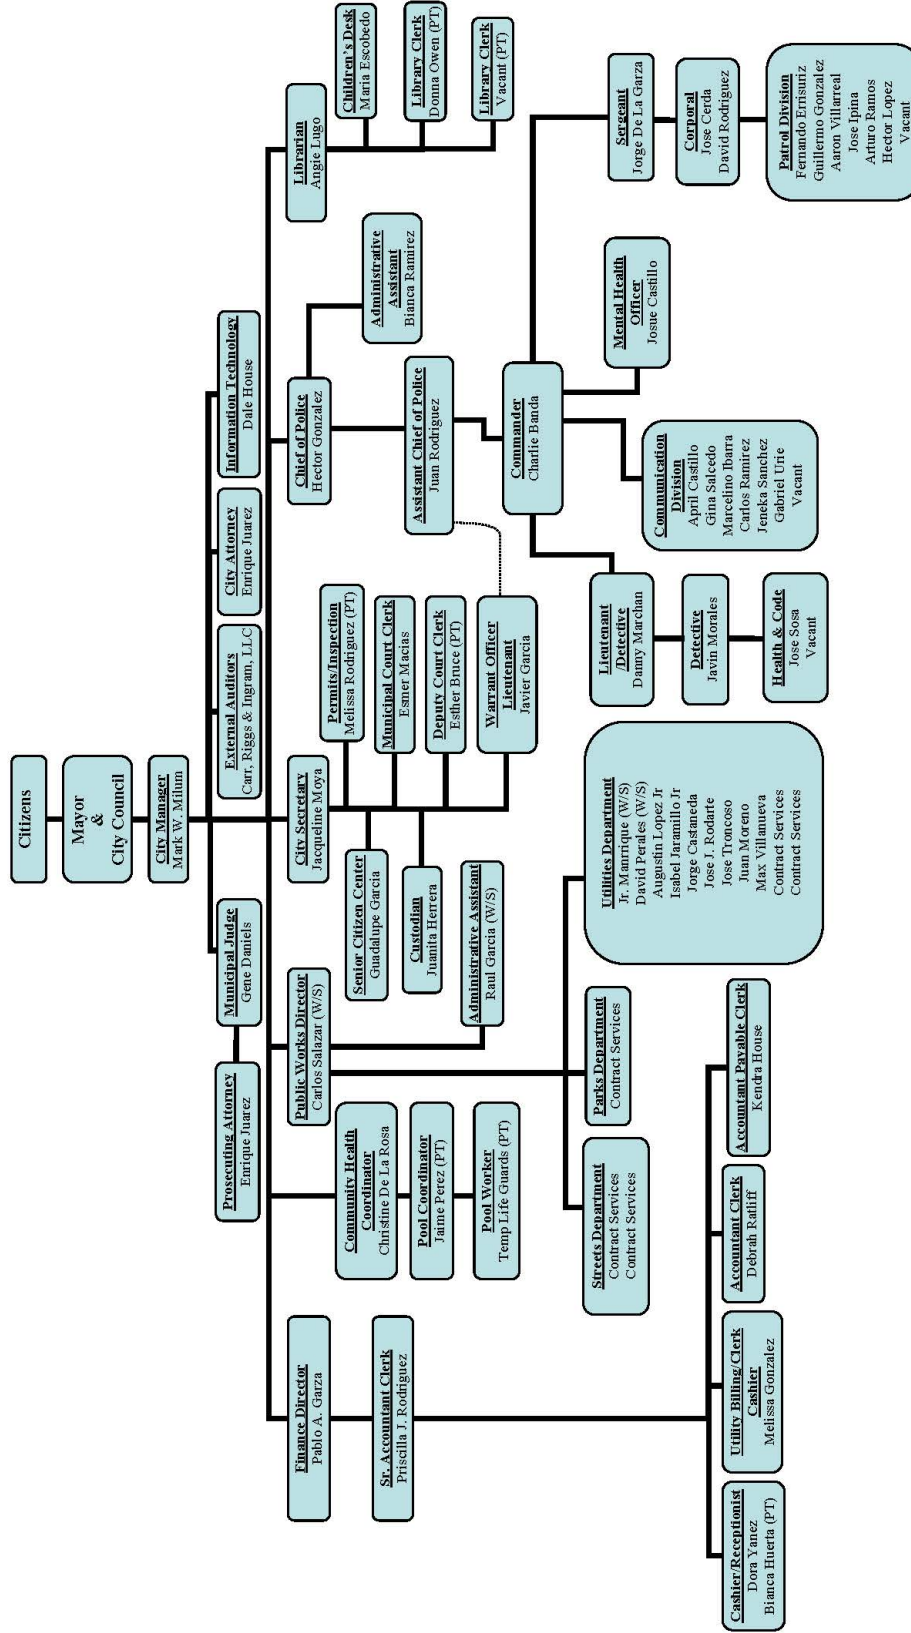 Citizens
Mayor
&
City Council
City Manager
Mark W. Milum
Prosecuting Attorney
Enrique Juarez
Municipal Judge
Gene Daniels
External Auditors
Carr, Riggs & Ingram, LLC
City Attorney
Enrique Juarez
Information Technology
Dale House
Finance Director
Pablo A. Garza
Sr. Accountant Clerk
Priscilla J. Rodriguez
Cashier/Receptionist
Dora Yanez
Bianca Huerta (PT)
Utility Billing/Clerk
Cashier
Melissa Gonzalez
Accountant Clerk
Debrah Ratliff
Accountant Payable Clerk
Kendra House
Community Health
Coordinator
Christine De La Rosa
Pool Coordinator
Jaime Perez (PT)
Pool Worker
Temp Life Guards (PT)
Public Works Director
Carlos Salazar (W/S)
Administrative Assistant
Raul Garcia (W/S)
Streets Department
Contract Services
Contract Services
Parks Department
Contract Services
Utilities Department
Jr. Manrrique (W/S)
David Perales (W/S)
Augustin Lopez Jr
Isabel Jaramillo Jr
Jorge Castaneda
Jose J. Rodarte
Jose Troncoso
Juan Moreno
Max Villanueva
Contract Services
Contract Services
City Secretary
Jacqueline Moya
Senior Citizen Center
Guadalupe Garcia
Custodian
Juanita Herrera
Permits/Inspection
Melissa Rodriguez (PT)
Municipal Court Clerk
Esmer Macias
Deputy Court Clerk
Esther Bruce (PT)
Warrant Officer
Lieutenant
Javier Garcia
Chief of Police
Hector Gonzalez
Administrative
Assistant
Bianca Ramirez
Assistant Chief of Police
Juan Rodriguez
Commander
Charlie Banda
Lieutenant
/Detective
Danny Marchan
Detective
Javin Morales
Health & Code
Jose Sosa
Vacant
Communication
Division
April Castillo
Gina Salcedo
Marcelino Ibarra
Carlos Ramirez
Jeneka Sanchez
Gabriel Urie
Vacant
Mental Health
Officer
Josue Castillo
Sergeant
Jorge De La Garza
Corporal
Jose Cerda
David Rodriguez
Patrol Division
Fernando Errisuriz
Guillermo Gonzalez
Aaron Villarreal
Jose Ipina
Arturo Ramos
Hector Lopez
Vacant
Librarian
Angie Lugo
Children's Desk
Maria Escobedo
Library Clerk
Donna Owen (PT)
Library Clerk
Vacant (PT)